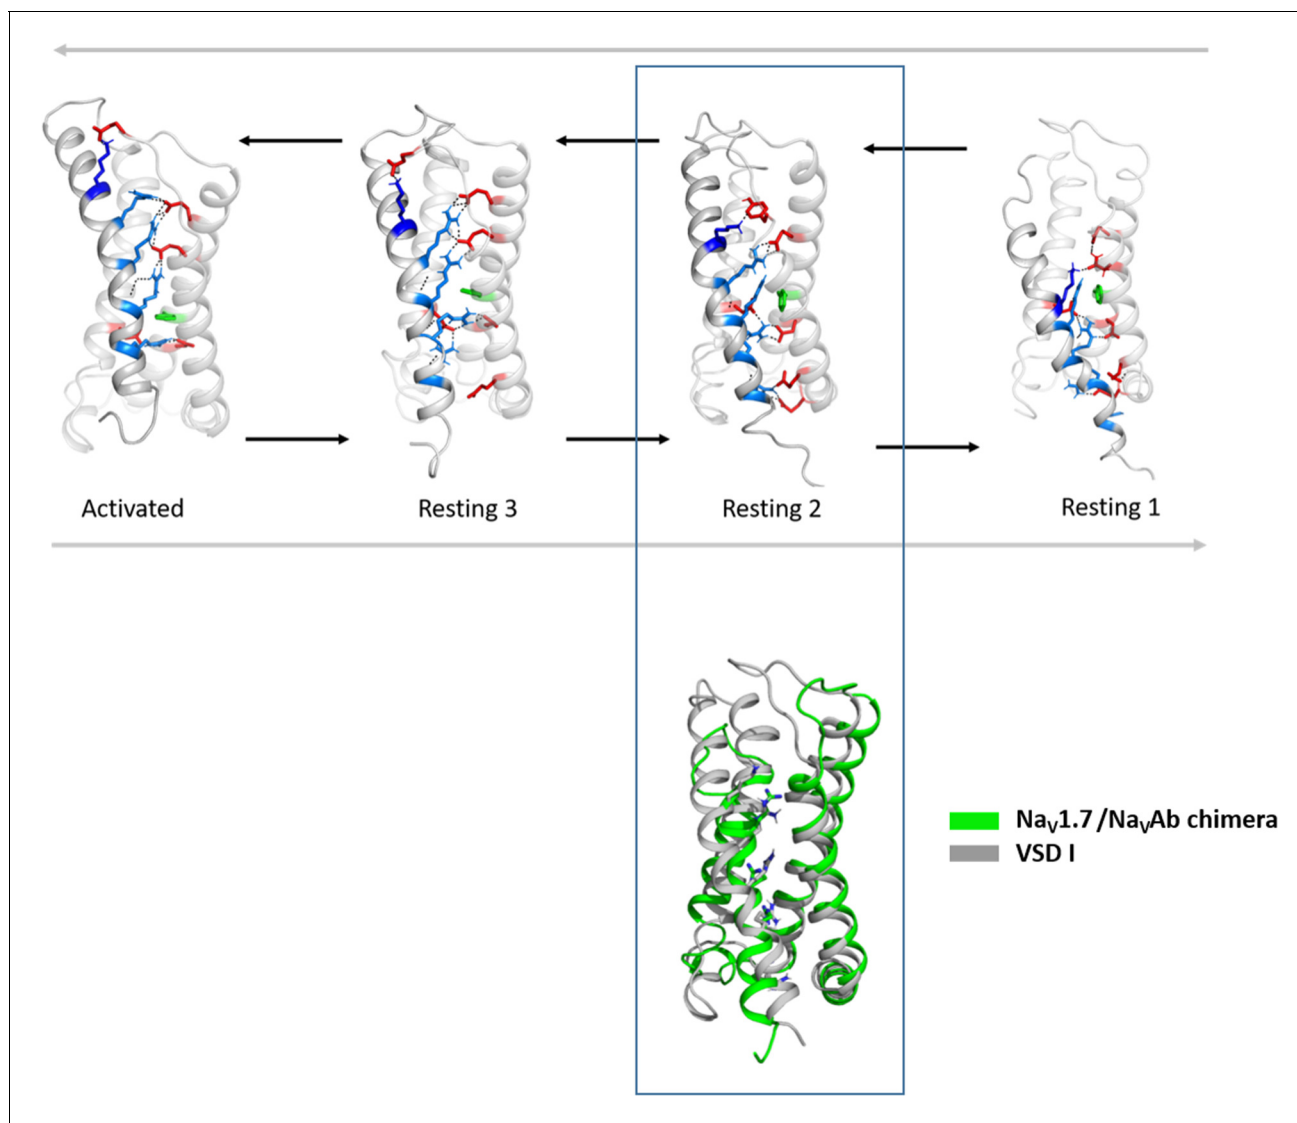 Activated
Resting 3
Resting 2
Resting 1
NaV1.7/NaVAb chimera
VSD I